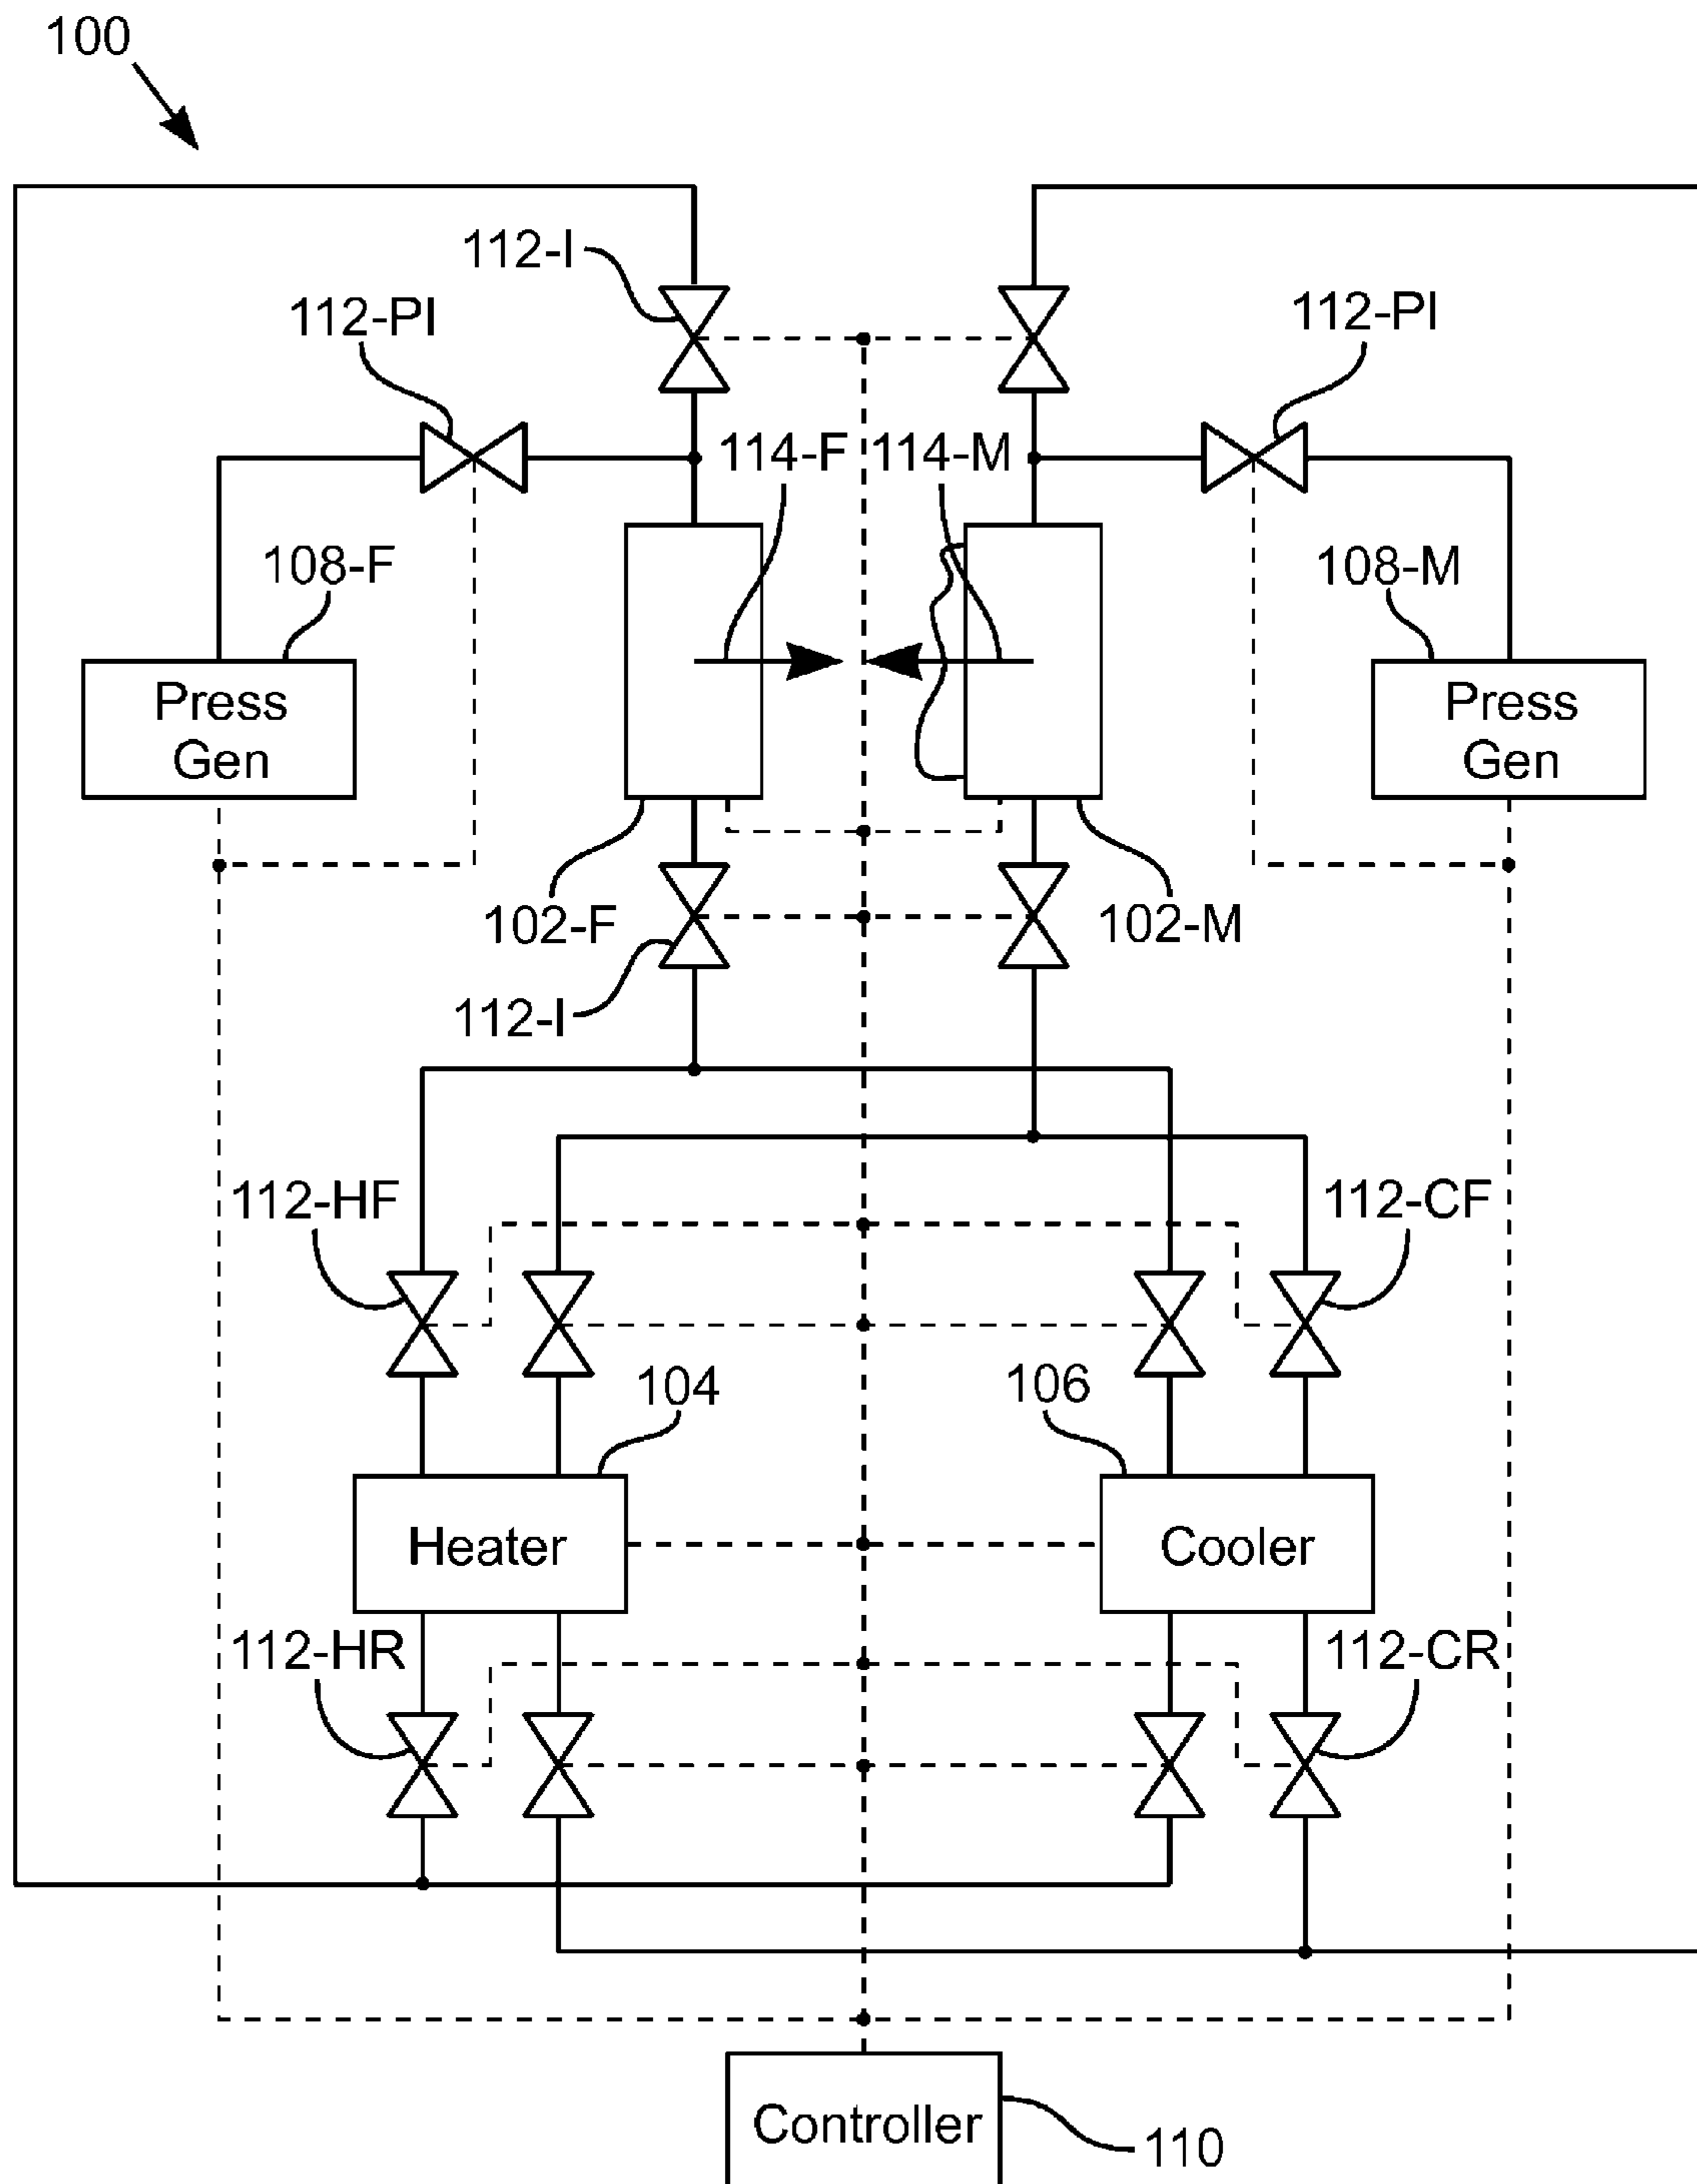 100
112-I
112-PI
112-PI
114-F
114-M
108-F
108-M
Press
Gen
Press
Gen
102-F
102-M
112-I
112-HF
112-CF
104
106
Heater
Cooler
112-HR
112-CR
Controller
110